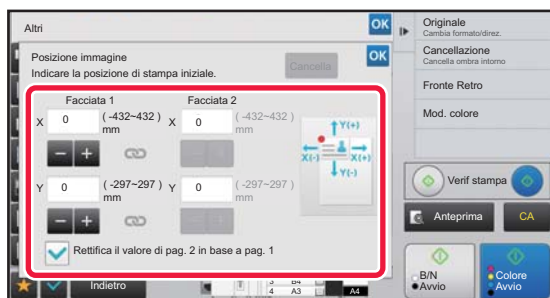 Altri
OK
Posizione immagine
Indicare la posizione di stampa iniziale.
Cancella
OK
Facciata 1
Facciata 2
X 0 (-432~432) mm
X 0 (-432~432) mm
Y(+)
X(-) X(+)
Y(-)
− +
− +
Y 0 (-297~297) mm
Y 0 (-297~297) mm
− +
− +
Rettifica il valore di pag. 2 in base a pag. 1
Indietro
B4
4 A3
A4
Originale
Cambia formato/direz.
Cancellazione
Cancella ombra intorno
Fronte Retro
Mod. colore
Verif stampa
Anteprima
CA
B/N
Avvio
Colore
Avvio